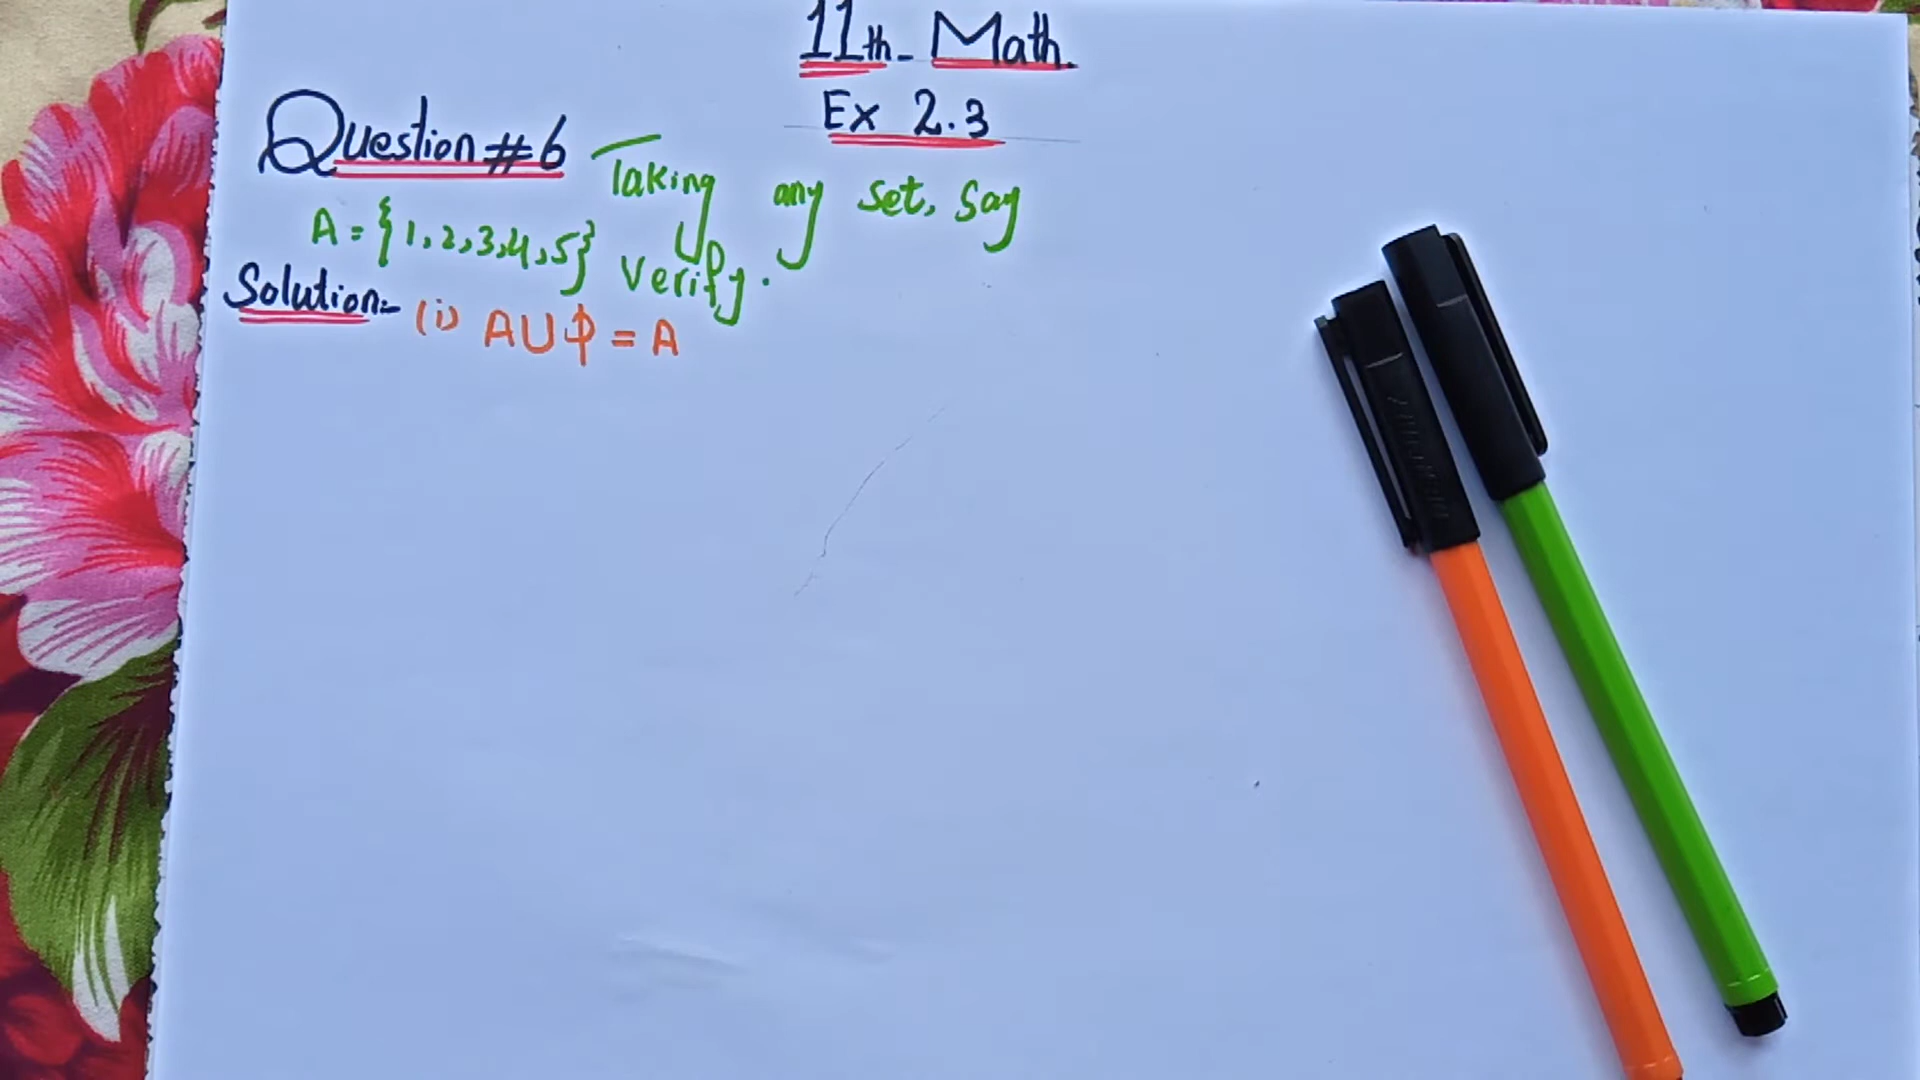 11th- Math.
Ex 2.3
Question #6 Taking any set, say
A = {1,2,3,4,5} Verify.
Solution:- (i) A∪Φ = A